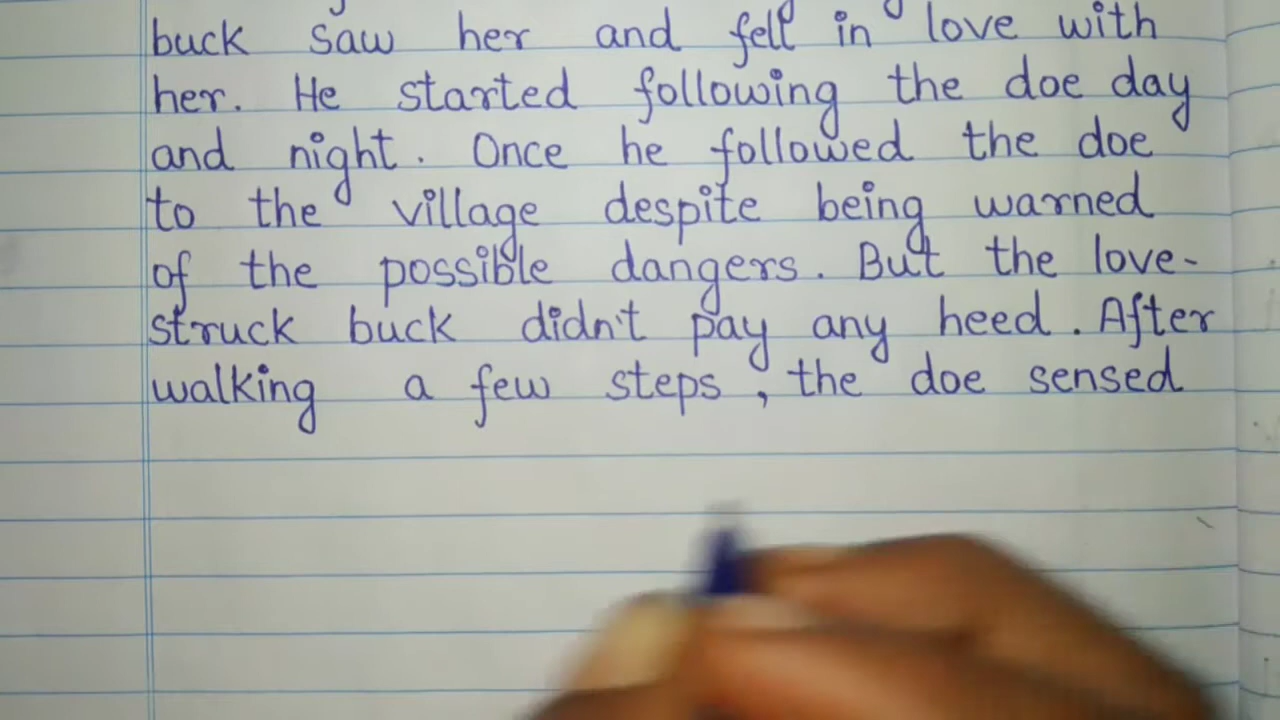 buck saw her and fell in love with
her. He started following the doe day
and night. Once he followed the doe
to the village despite being warned
of the possible dangers. But the love-
struck buck didn't pay any heed. After
walking a few steps, the doe sensed